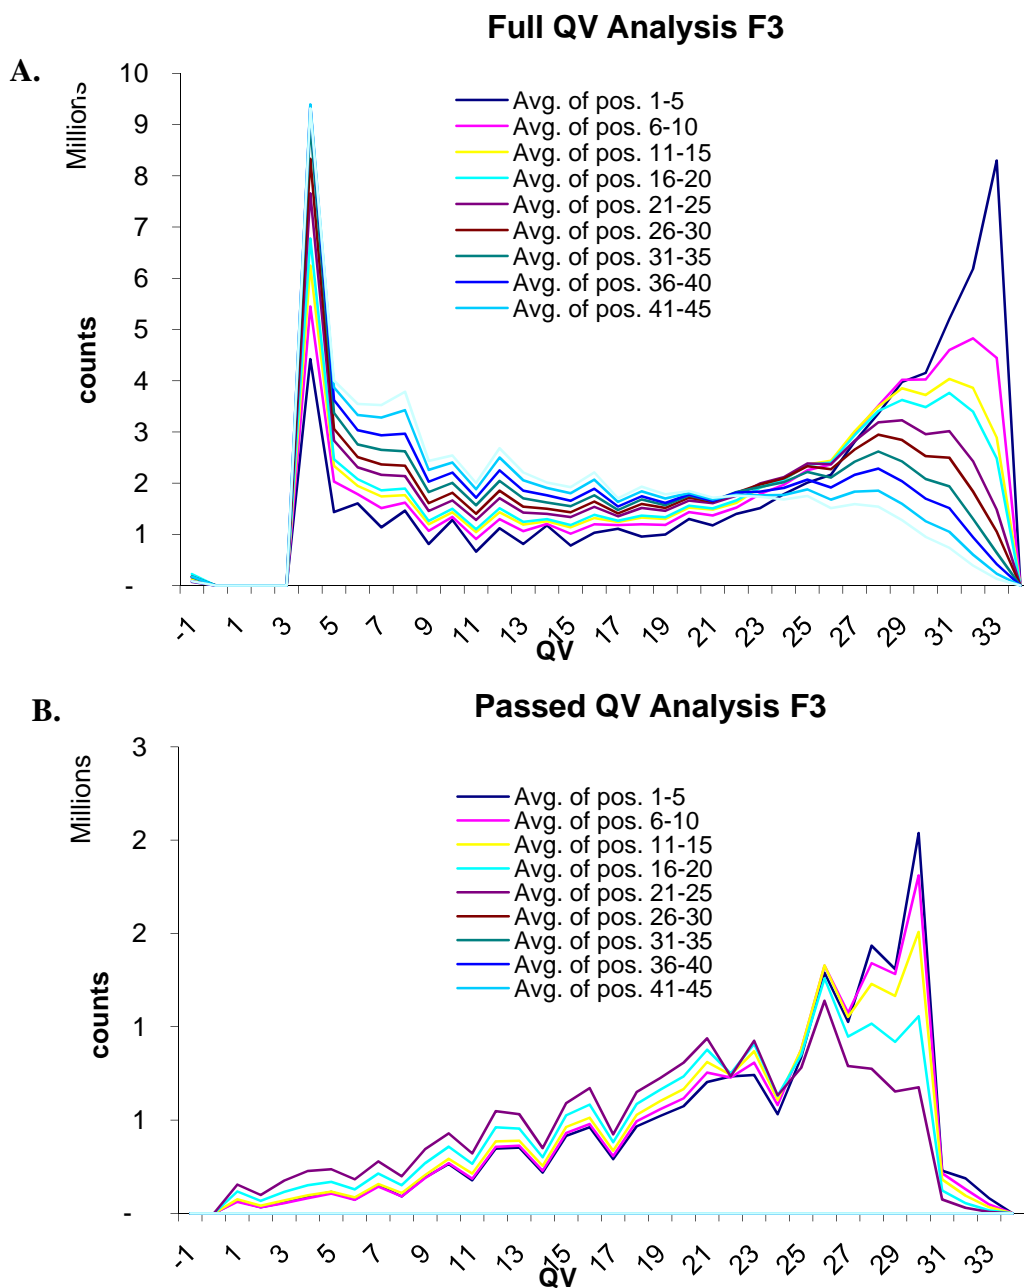 Full QV Analysis F3
A.
Millions
counts
10
9
8
7
6
5
4
3
2
1
-
Avg. of pos. 1-5
Avg. of pos. 6-10
Avg. of pos. 11-15
Avg. of pos. 16-20
Avg. of pos. 21-25
Avg. of pos. 26-30
Avg. of pos. 31-35
Avg. of pos. 36-40
Avg. of pos. 41-45
-1 1 3 5 7 9 11 13 15 17 19 21 23 25 27 29 31 33
QV
B.
Passed QV Analysis F3
Millions
counts
3
2
2
1
1
-
Avg. of pos. 1-5
Avg. of pos. 6-10
Avg. of pos. 11-15
Avg. of pos. 16-20
Avg. of pos. 21-25
Avg. of pos. 26-30
Avg. of pos. 31-35
Avg. of pos. 36-40
Avg. of pos. 41-45
-1 1 3 5 7 9 11 13 15 17 19 21 23 25 27 29 31 33
QV